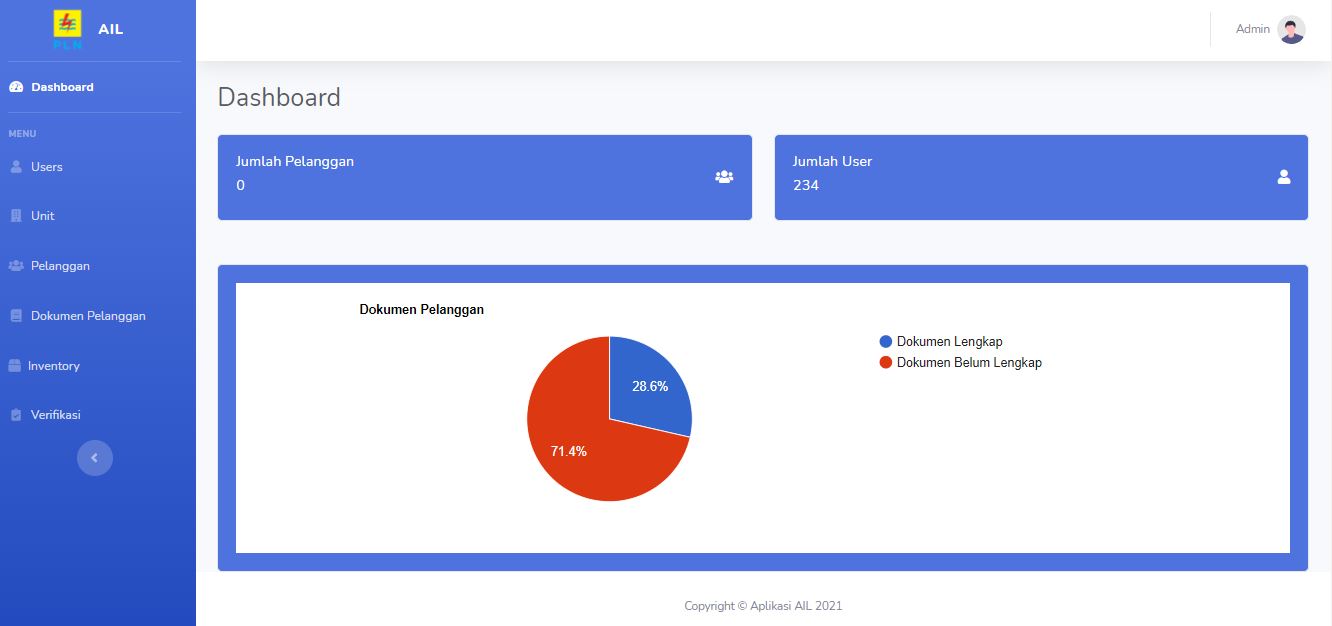 PLN
AIL
Admin
Dashboard
MENU
Users
Unit
Pelanggan
Dokumen Pelanggan
Inventory
Verifikasi
Dashboard
Jumlah Pelanggan
0
Jumlah User
234
Dokumen Pelanggan
28.6%
71.4%
Dokumen Lengkap
Dokumen Belum Lengkap
Copyright © Aplikasi AIL 2021